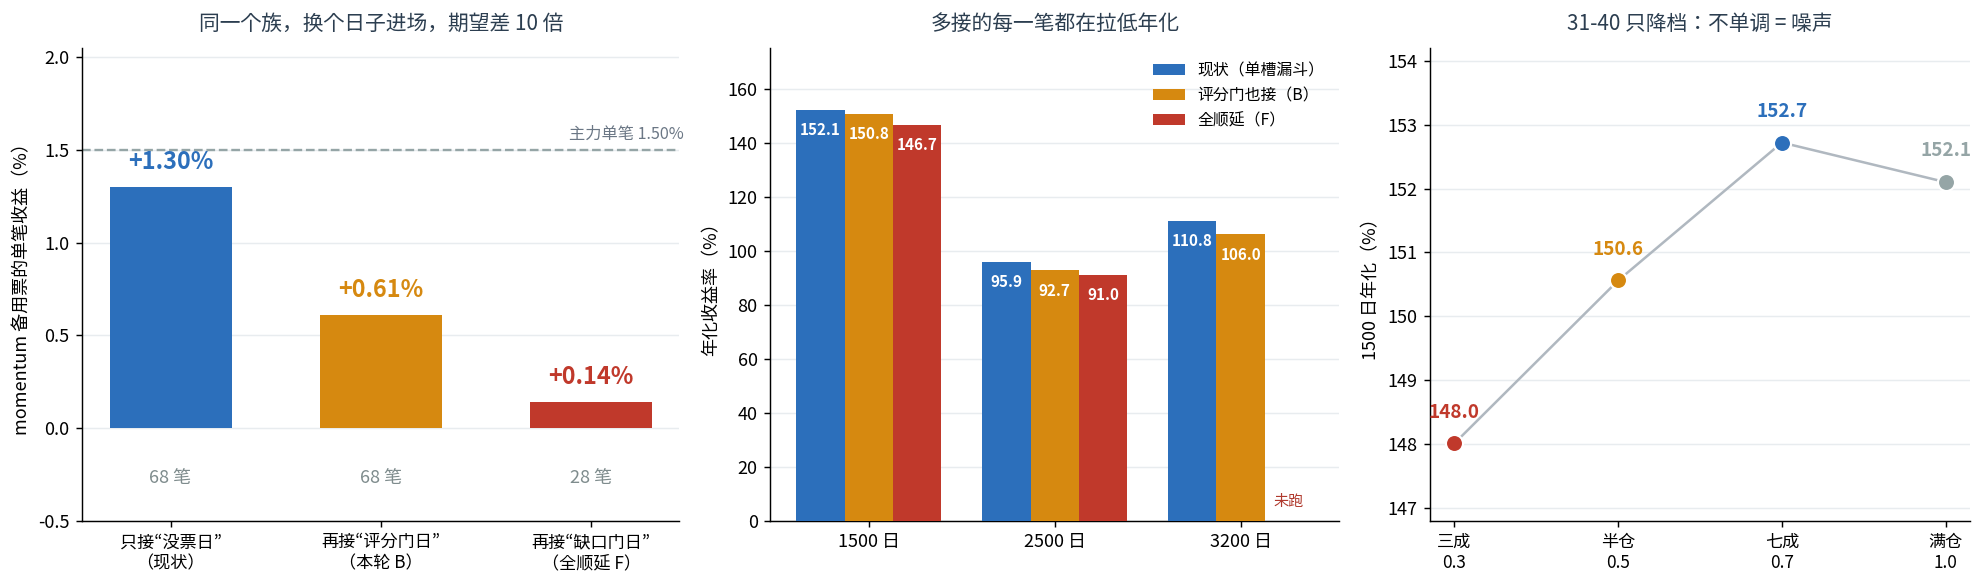 同一个族，换个日子进场，期望差 10 倍
momentum 备用票的单笔收益（%）
2.0
1.5
1.0
0.5
0.0
-0.5
主力单笔 1.50%
+1.30%
+0.61%
+0.14%
68 笔
68 笔
28 笔
只接“没票日”
（现状）
再接“评分门日”
（本轮 B）
再接“缺口门日”
（全顺延 F）
多接的每一笔都在拉低年化
年化收益率（%）
160
140
120
100
80
60
40
20
0
现状（单槽漏斗）
评分门也接（B）
全顺延（F）
152.1
150.8
146.7
95.9
92.7
91.0
110.8
106.0
未跑
1500 日
2500 日
3200 日
31-40 只降档：不单调 = 噪声
1500 日年化（%）
154
153
152
151
150
149
148
147
148.0
150.6
152.7
152.1
三成
0.3
半仓
0.5
七成
0.7
满仓
1.0